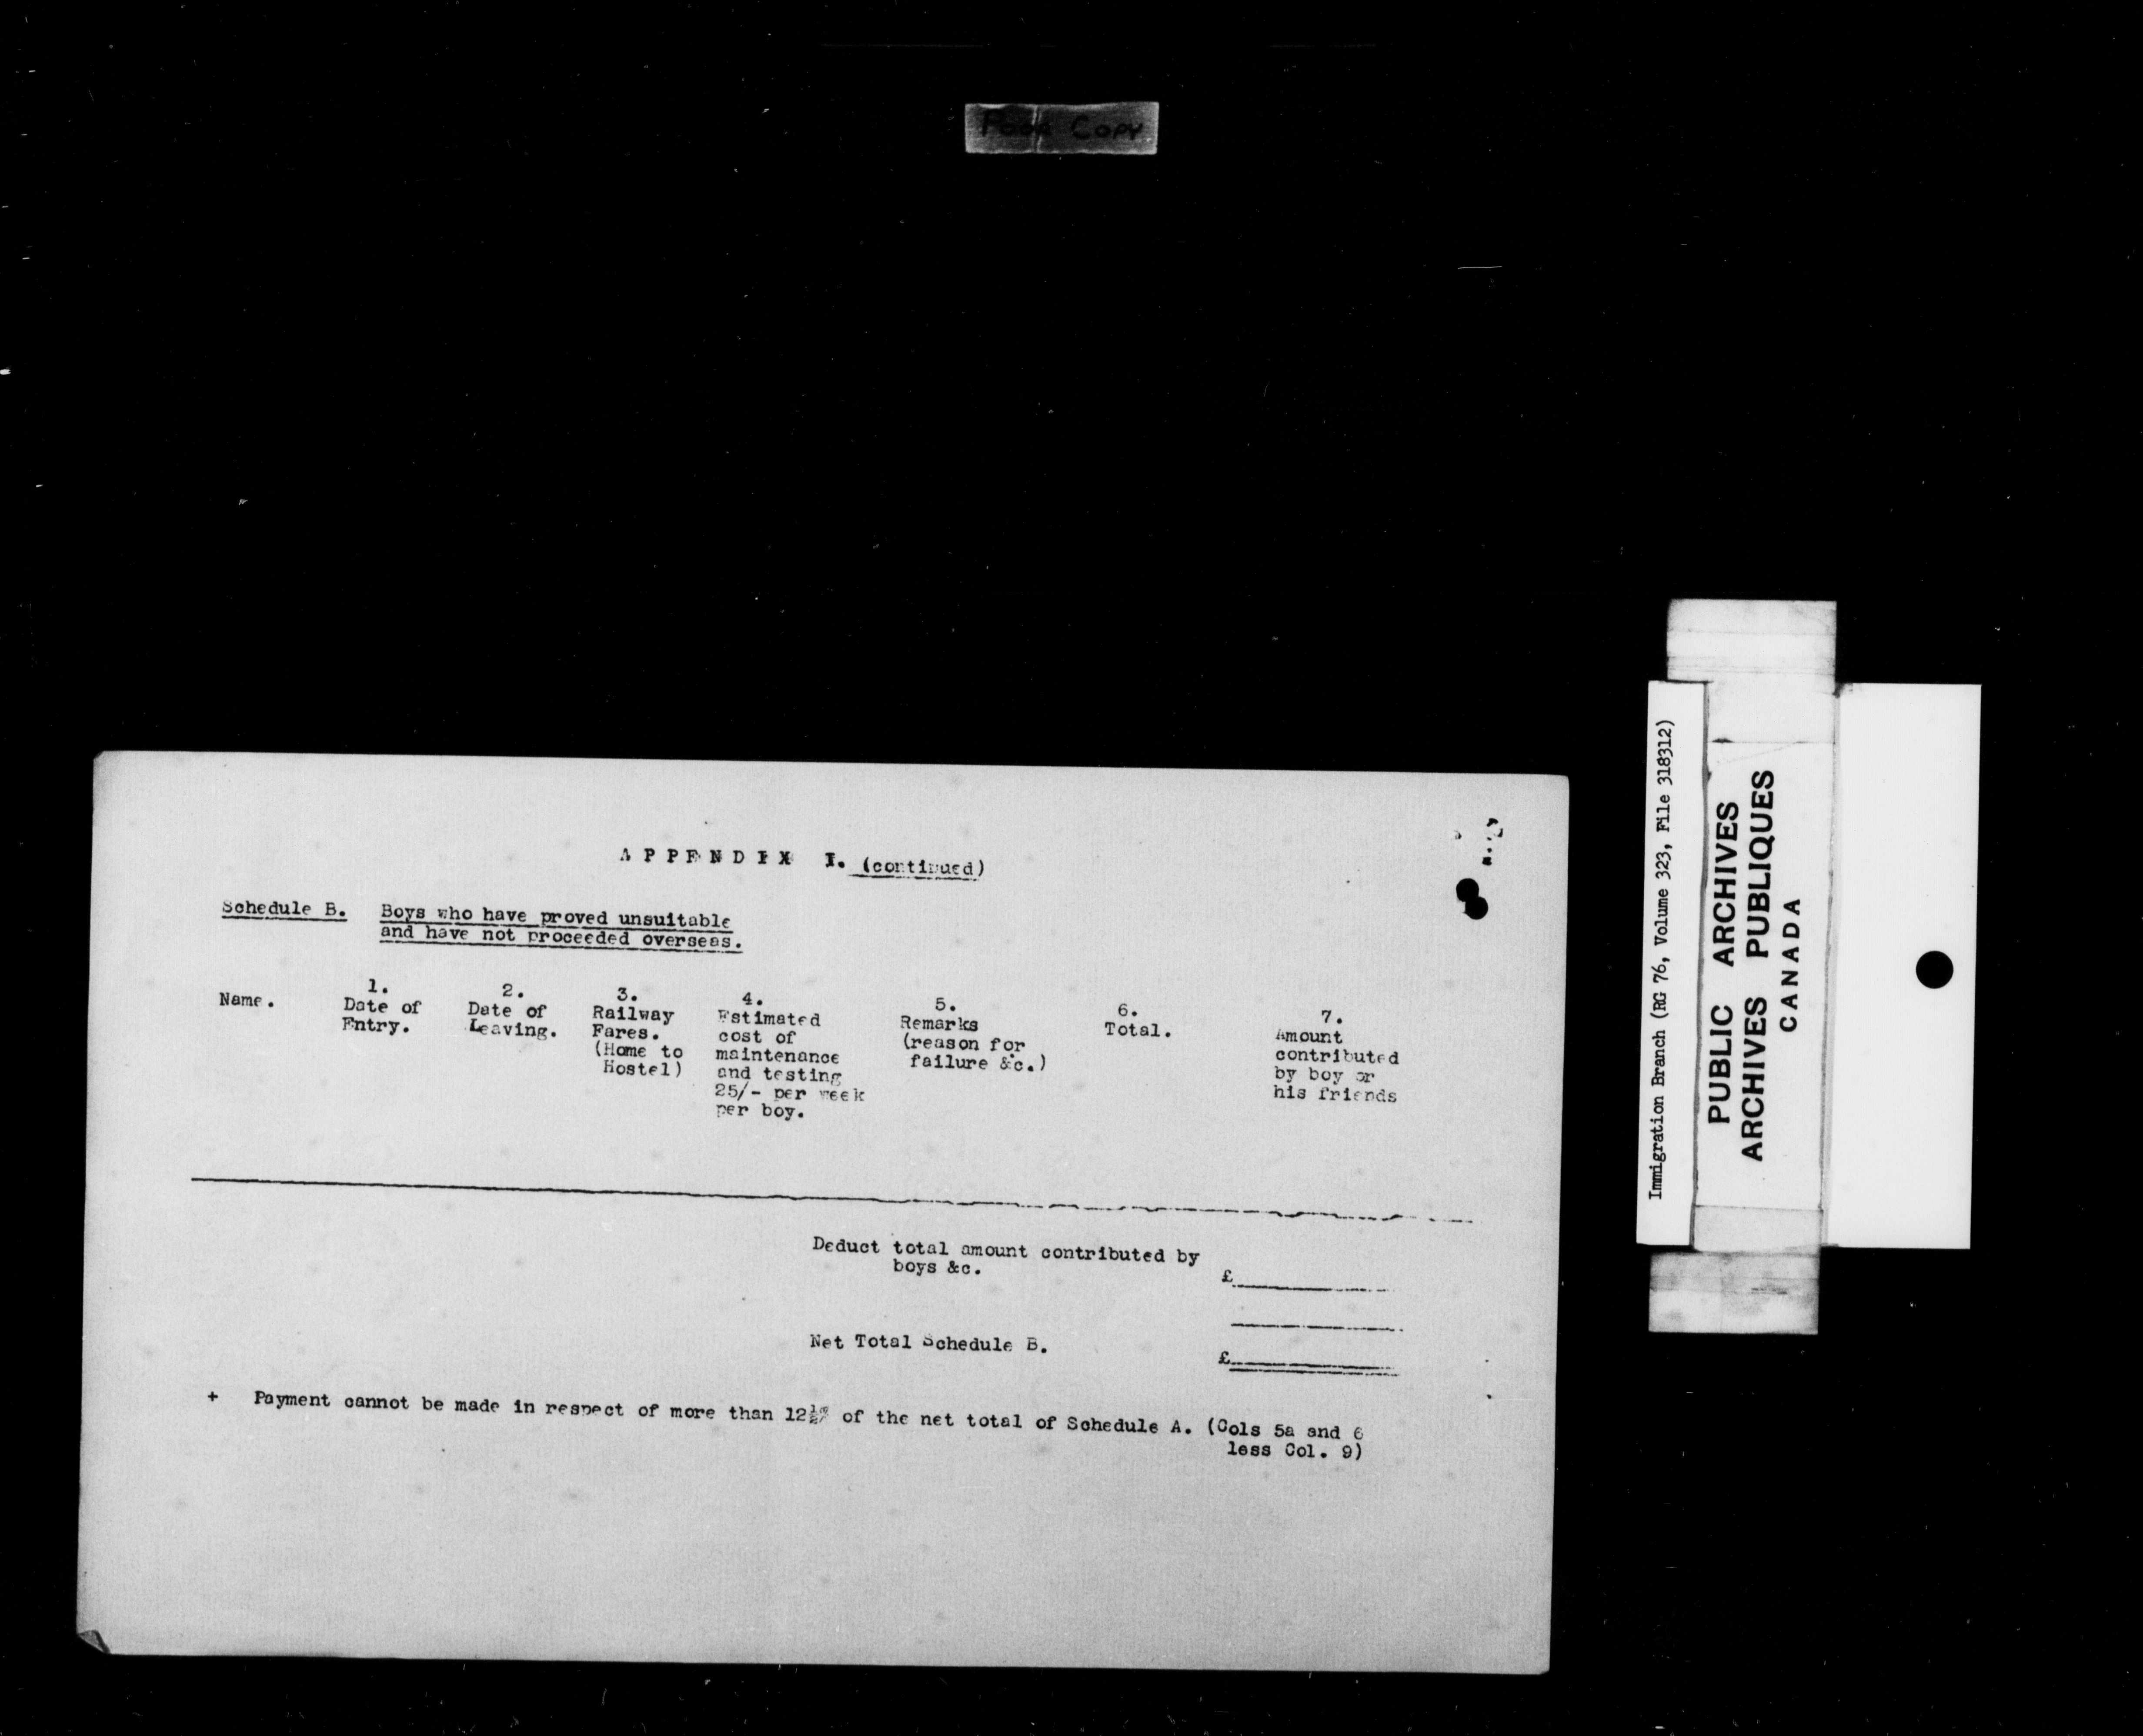 POOR COPY
APPENDIX I. (continued)
Schedule B. Boys who have proved unsuitable
and have not proceeded overseas.
Name.
1.
Date of
Entry.
2.
Date of
Leaving.
3.
Railway
Fares.
(Home to
Hostel)
4.
Estimated
cost of
maintenance
and testing
25/- per week
per boy.
5.
Remarks
(reason for
failure &c.)
6.
Total.
7.
Amount
contributed
by boy or
his friends
Deduct total amount contributed by
boys &c.
£
Net Total Schedule B.
£
+ Payment cannot be made in respect of more than 12½% of the net total of Schedule A. (Cols 5a and 6
less Col. 9)
Immigration Branch (RG 76, Volume 323, File 318312)
PUBLIC ARCHIVES
ARCHIVES PUBLIQUES
CANADA